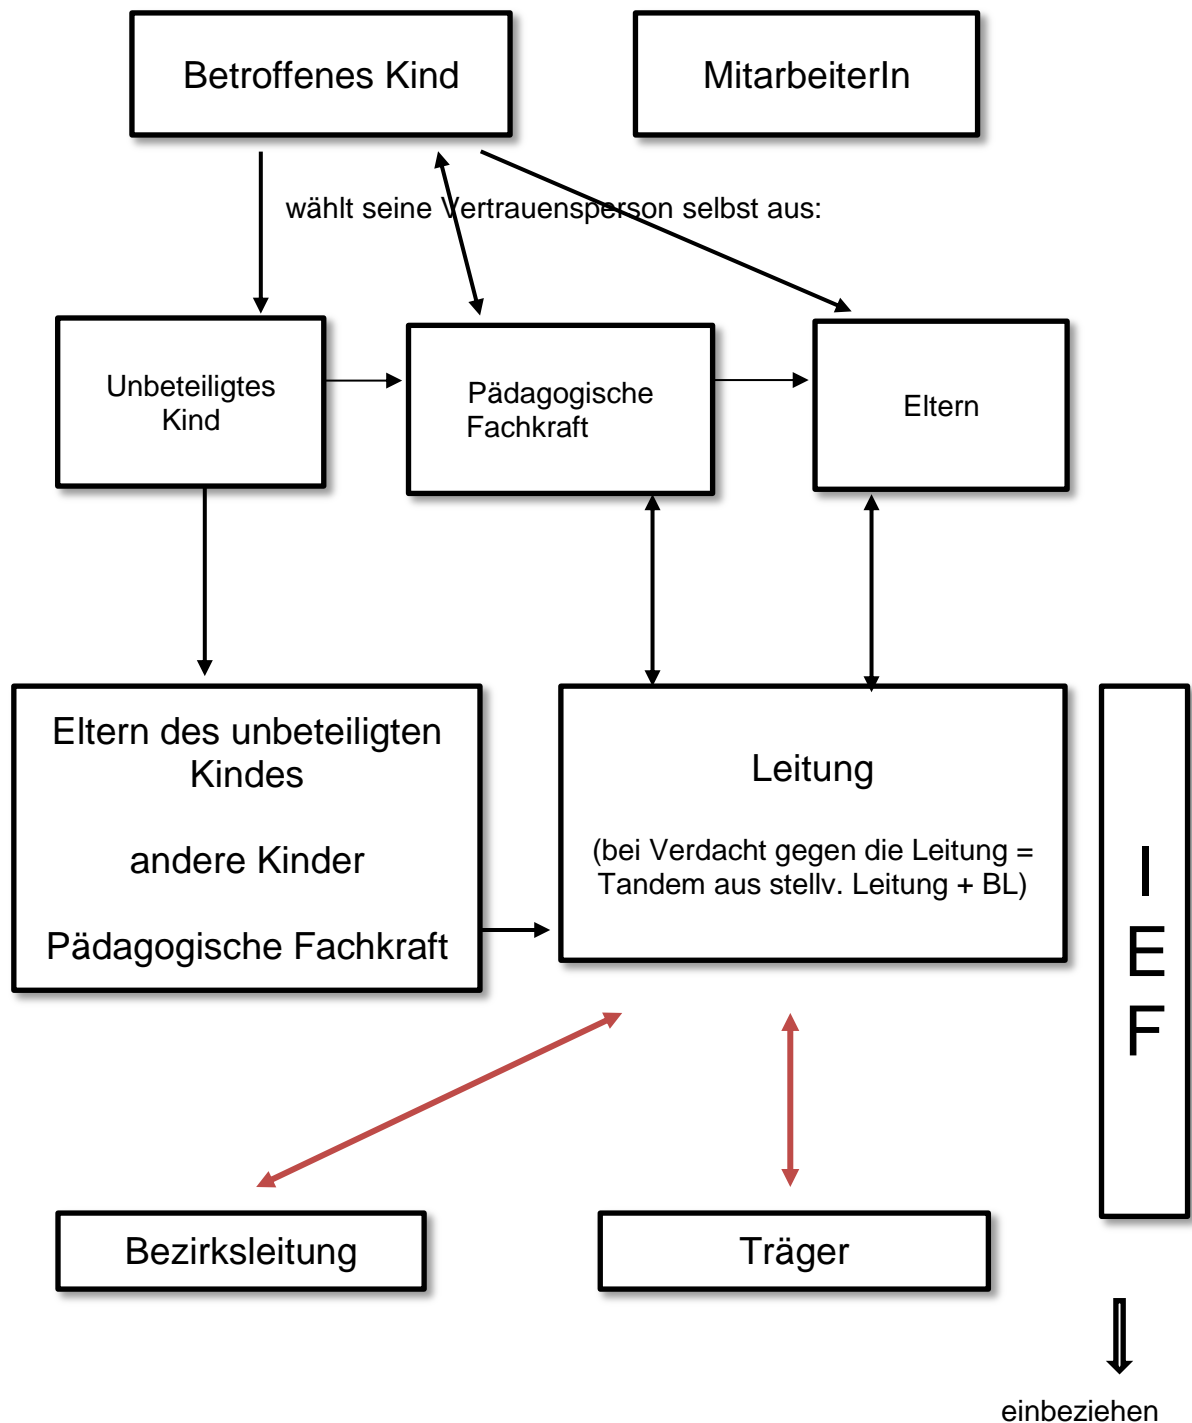 Betroffenes Kind
MitarbeiterIn
wählt seine Vertrauensperson selbst aus:
Unbeteiligtes
Kind
Pädagogische
Fachkraft
Eltern
Eltern des unbeteiligten
Kindes
andere Kinder
Pädagogische Fachkraft
Leitung
(bei Verdacht gegen die Leitung =
Tandem aus stellv. Leitung + BL)
I
E
F
Bezirksleitung
Träger
einbeziehen